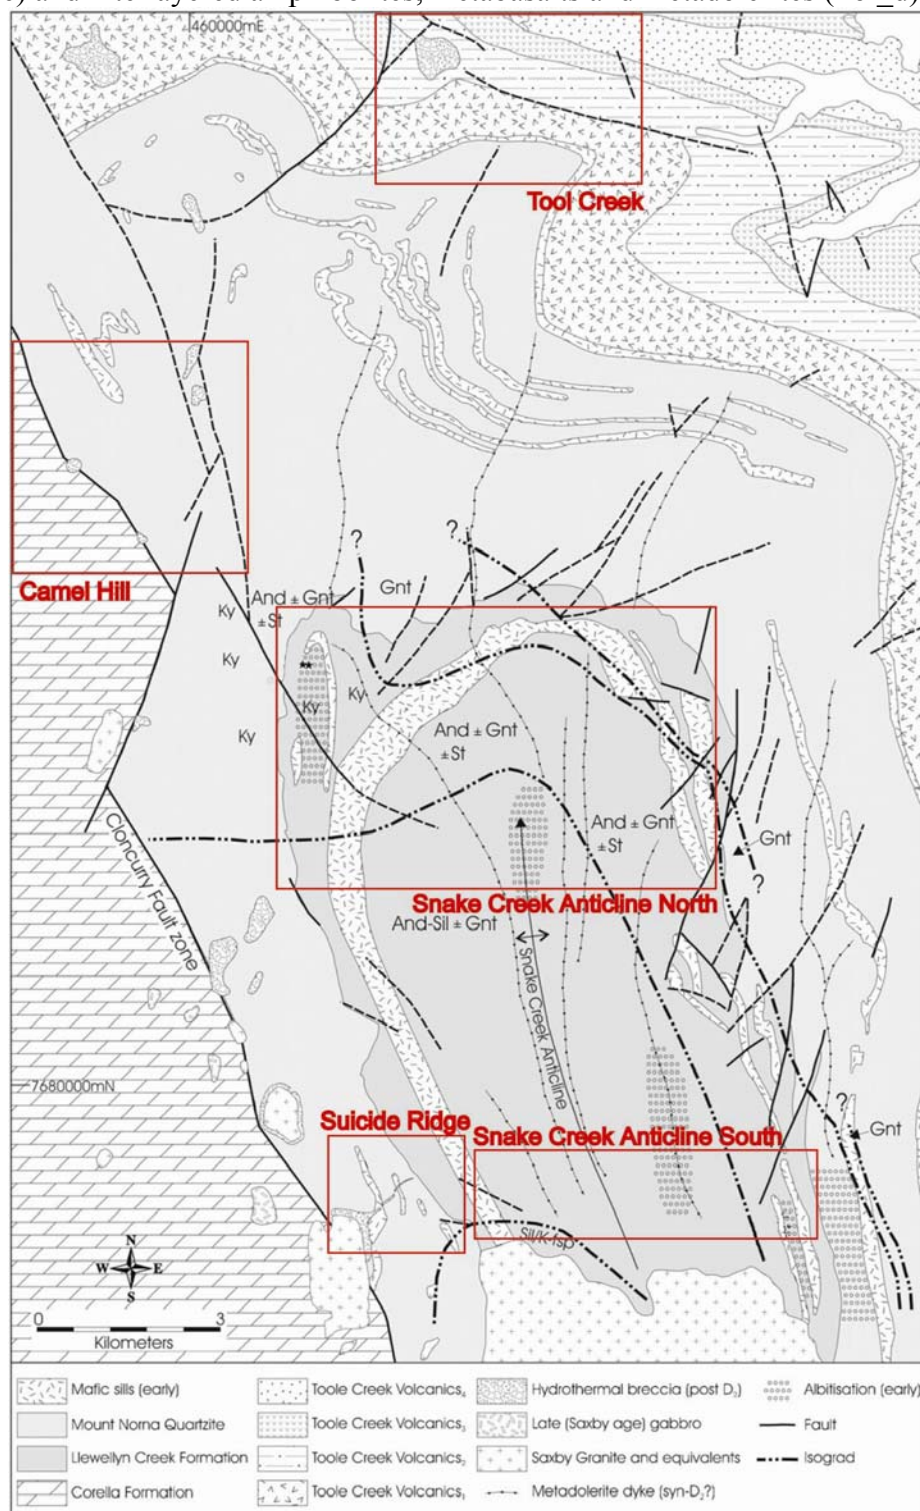 and interlayered amphibolites, metabasalts and metadolerites
460000mE
Tool Creek
?
?
Camel Hill
And ± Gnt
± St
Gnt
Ky
Ky
Ky
Ky
Ky
And ± Gnt
± St
And ± Gnt
± St
Gnt
?
Cloncurry Fault zone
Snake Creek Anticline North
And-Sil ± Gnt
Snake Creek Anticline
7680000mN
?
Gnt
Suicide Ridge
Snake Creek Anticline South
Sil/K-fsp
N
W E
S
0 3
Kilometers
Mafic sills (early)
Toole Creek Volcanics4
Hydrothermal breccia (post D3)
Albitisation (early)
Mount Norna Quartzite
Toole Creek Volcanics3
Late (Saxby age) gabbro
Fault
Llewellyn Creek Formation
Toole Creek Volcanics2
Saxby Granite and equivalents
Isograd
Corella Formation
Toole Creek Volcanics1
Metadolerite dyke (syn-D2?)